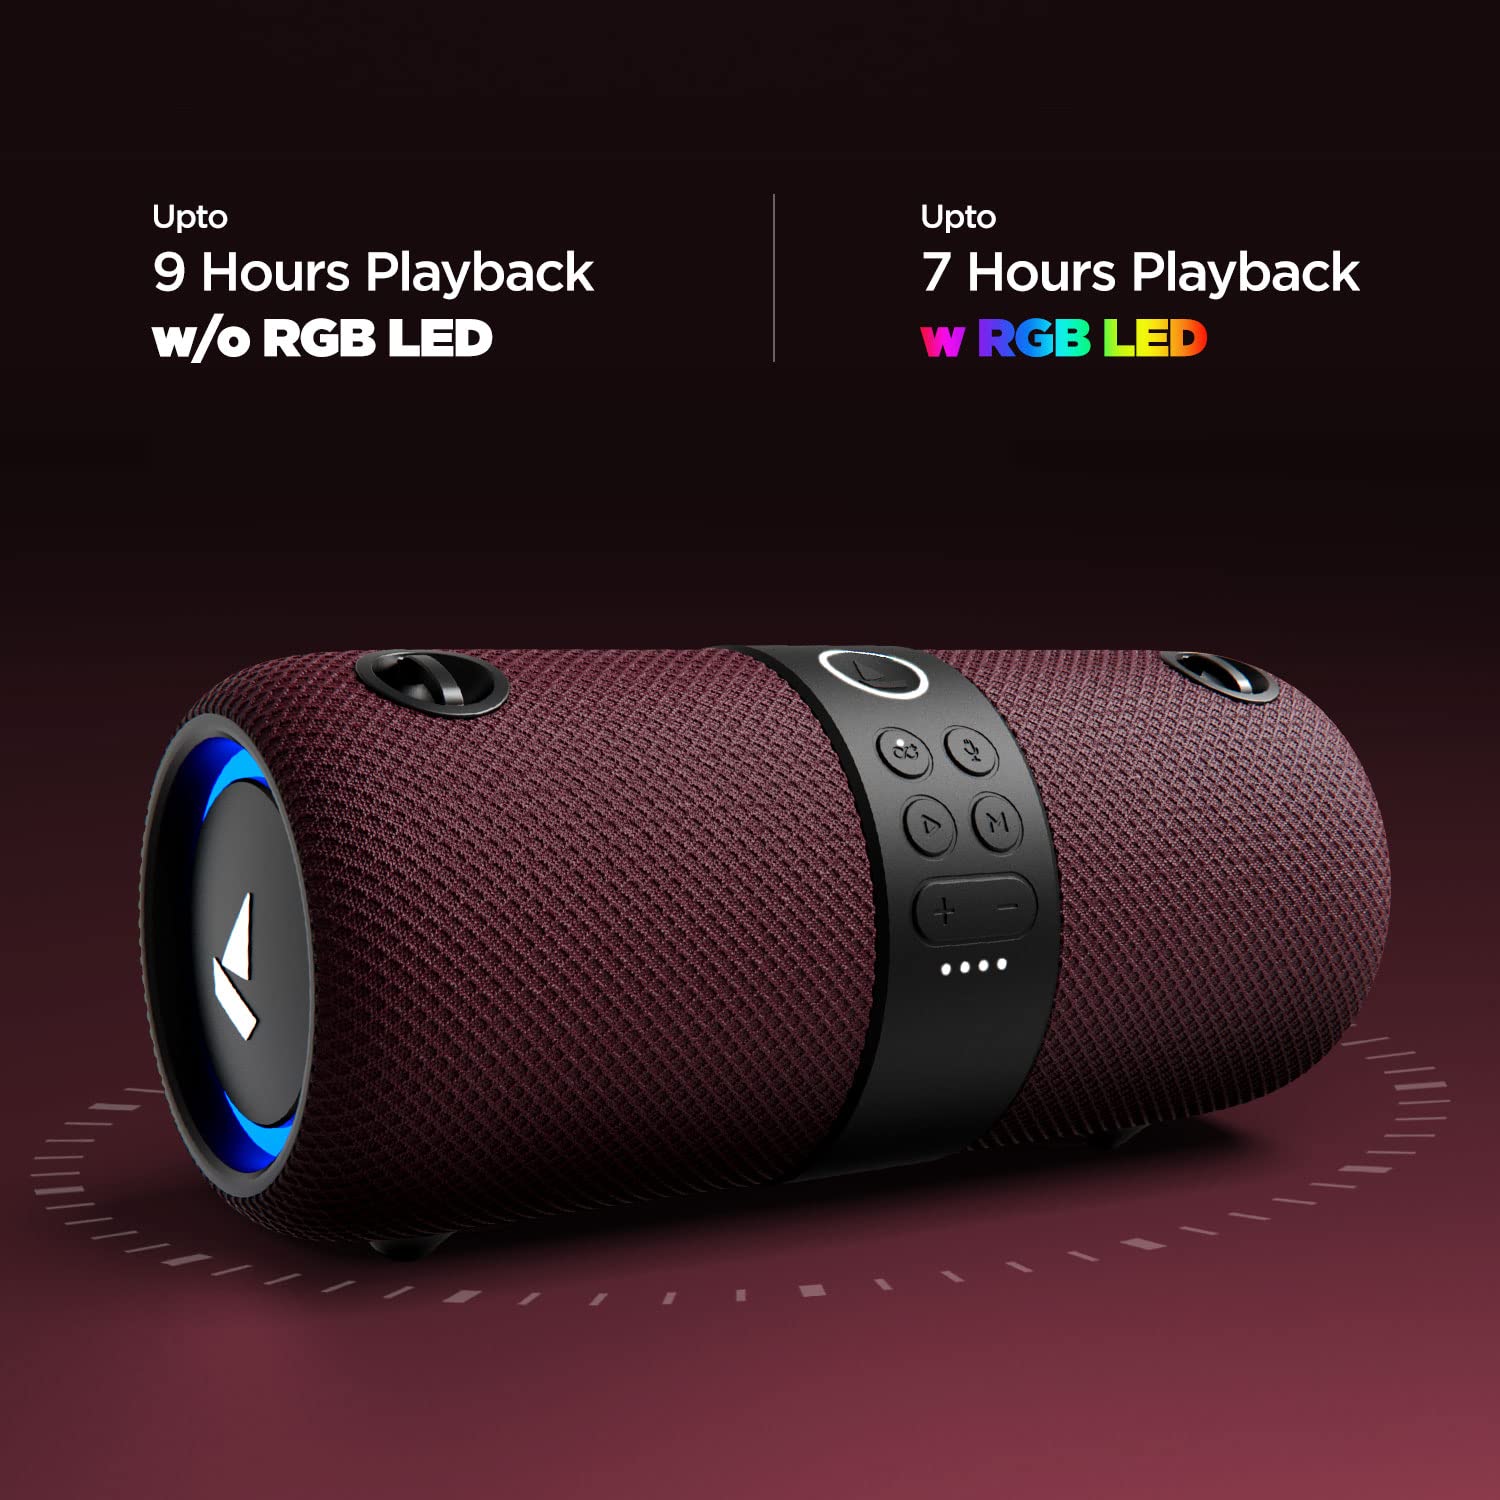 Upto
9 Hours Playback
w/o RGB LED
Upto
7 Hours Playback
w RGB LED
M
+ −